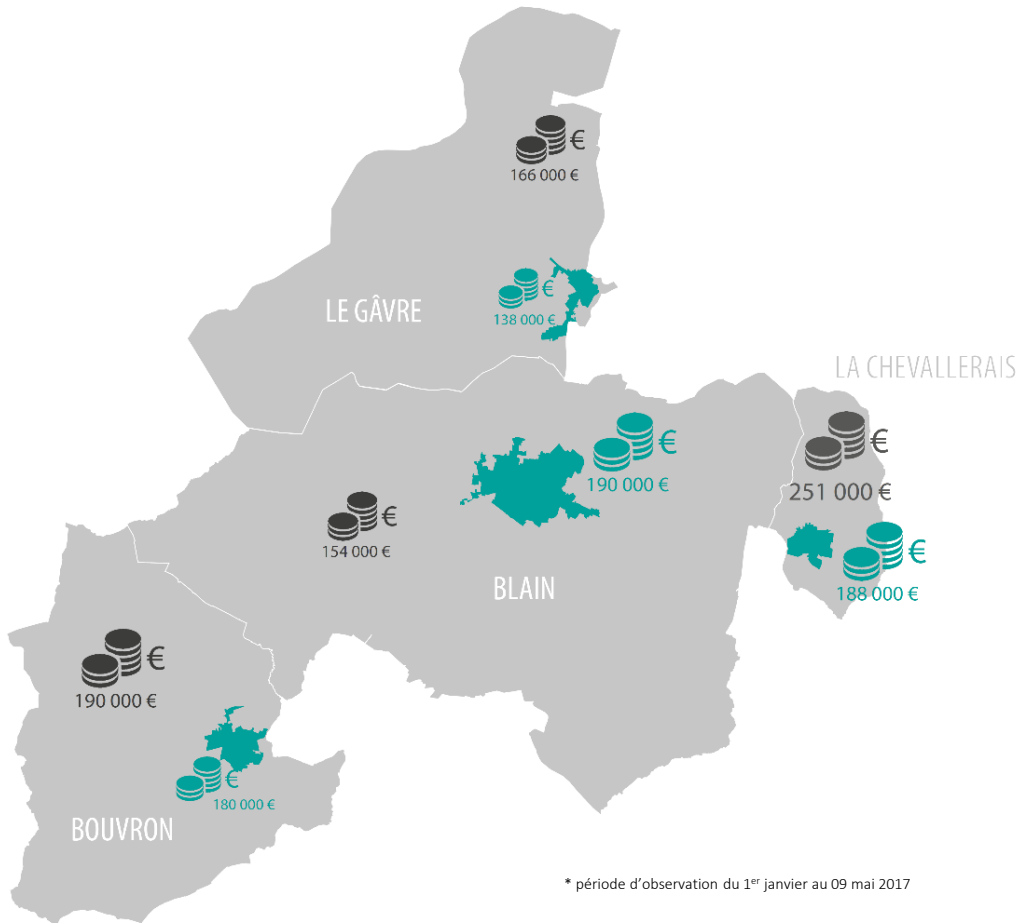 €
166 000 €
€
138 000 €
LE GÂVRE
LA CHEVALLERAIS
€
190 000 €
€
251 000 €
€
154 000 €
€
188 000 €
BLAIN
€
190 000 €
€
180 000 €
BOUVRON
* période d'observation du 1er janvier au 09 mai 2017